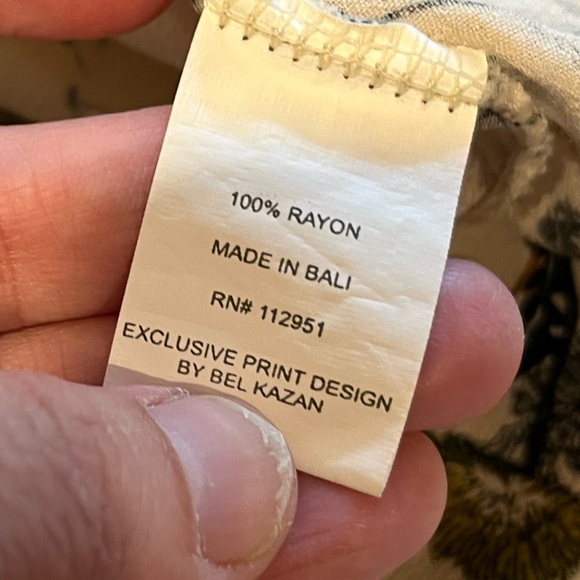 100% RAYON
MADE IN BALI
RN# 112951
EXCLUSIVE PRINT DESIGN
BY BEL KAZAN